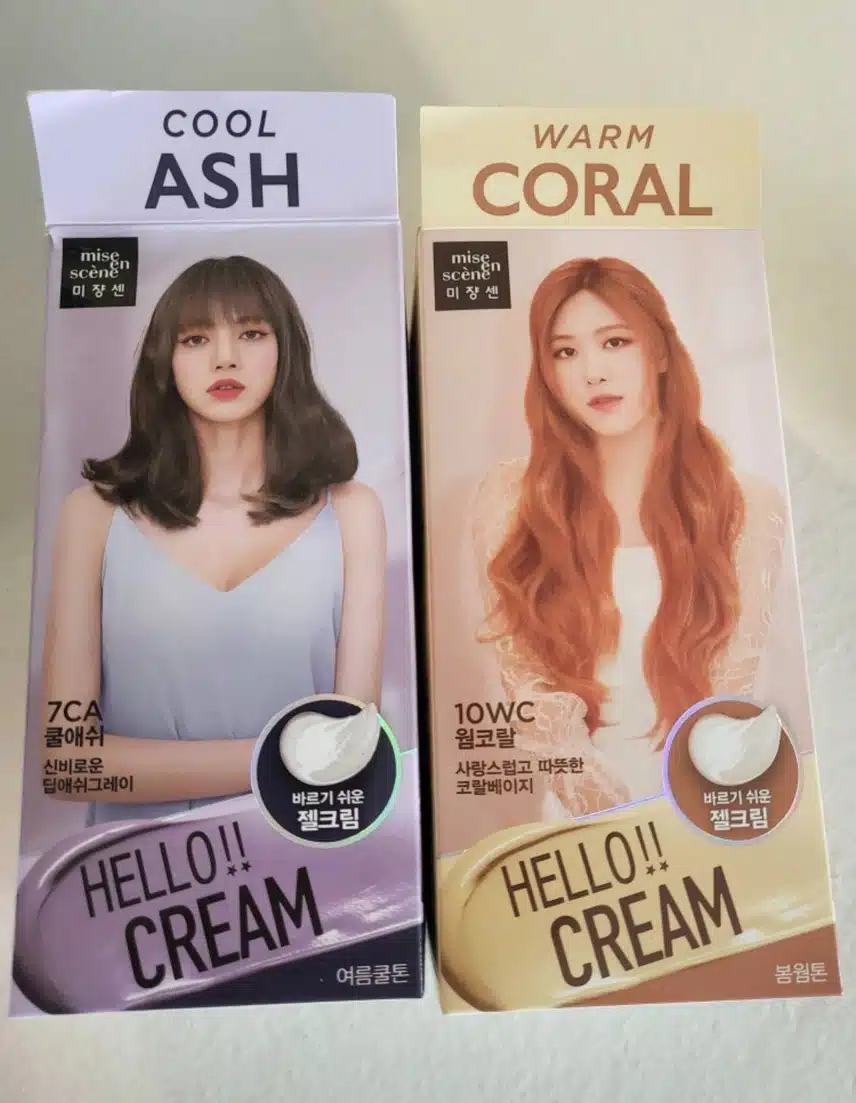 COOL
ASH
mise
en
scène
미쟝센
7CA
쿨애쉬
신비로운
딥애쉬그레이
바르기 쉬운
젤크림
HELLO!!
CREAM
여름쿨톤
WARM
CORAL
mise
en
scène
미쟝센
10WC
웜코랄
사랑스럽고 따뜻한
코랄베이지
바르기 쉬운
젤크림
HELLO!!
CREAM
봄웜톤